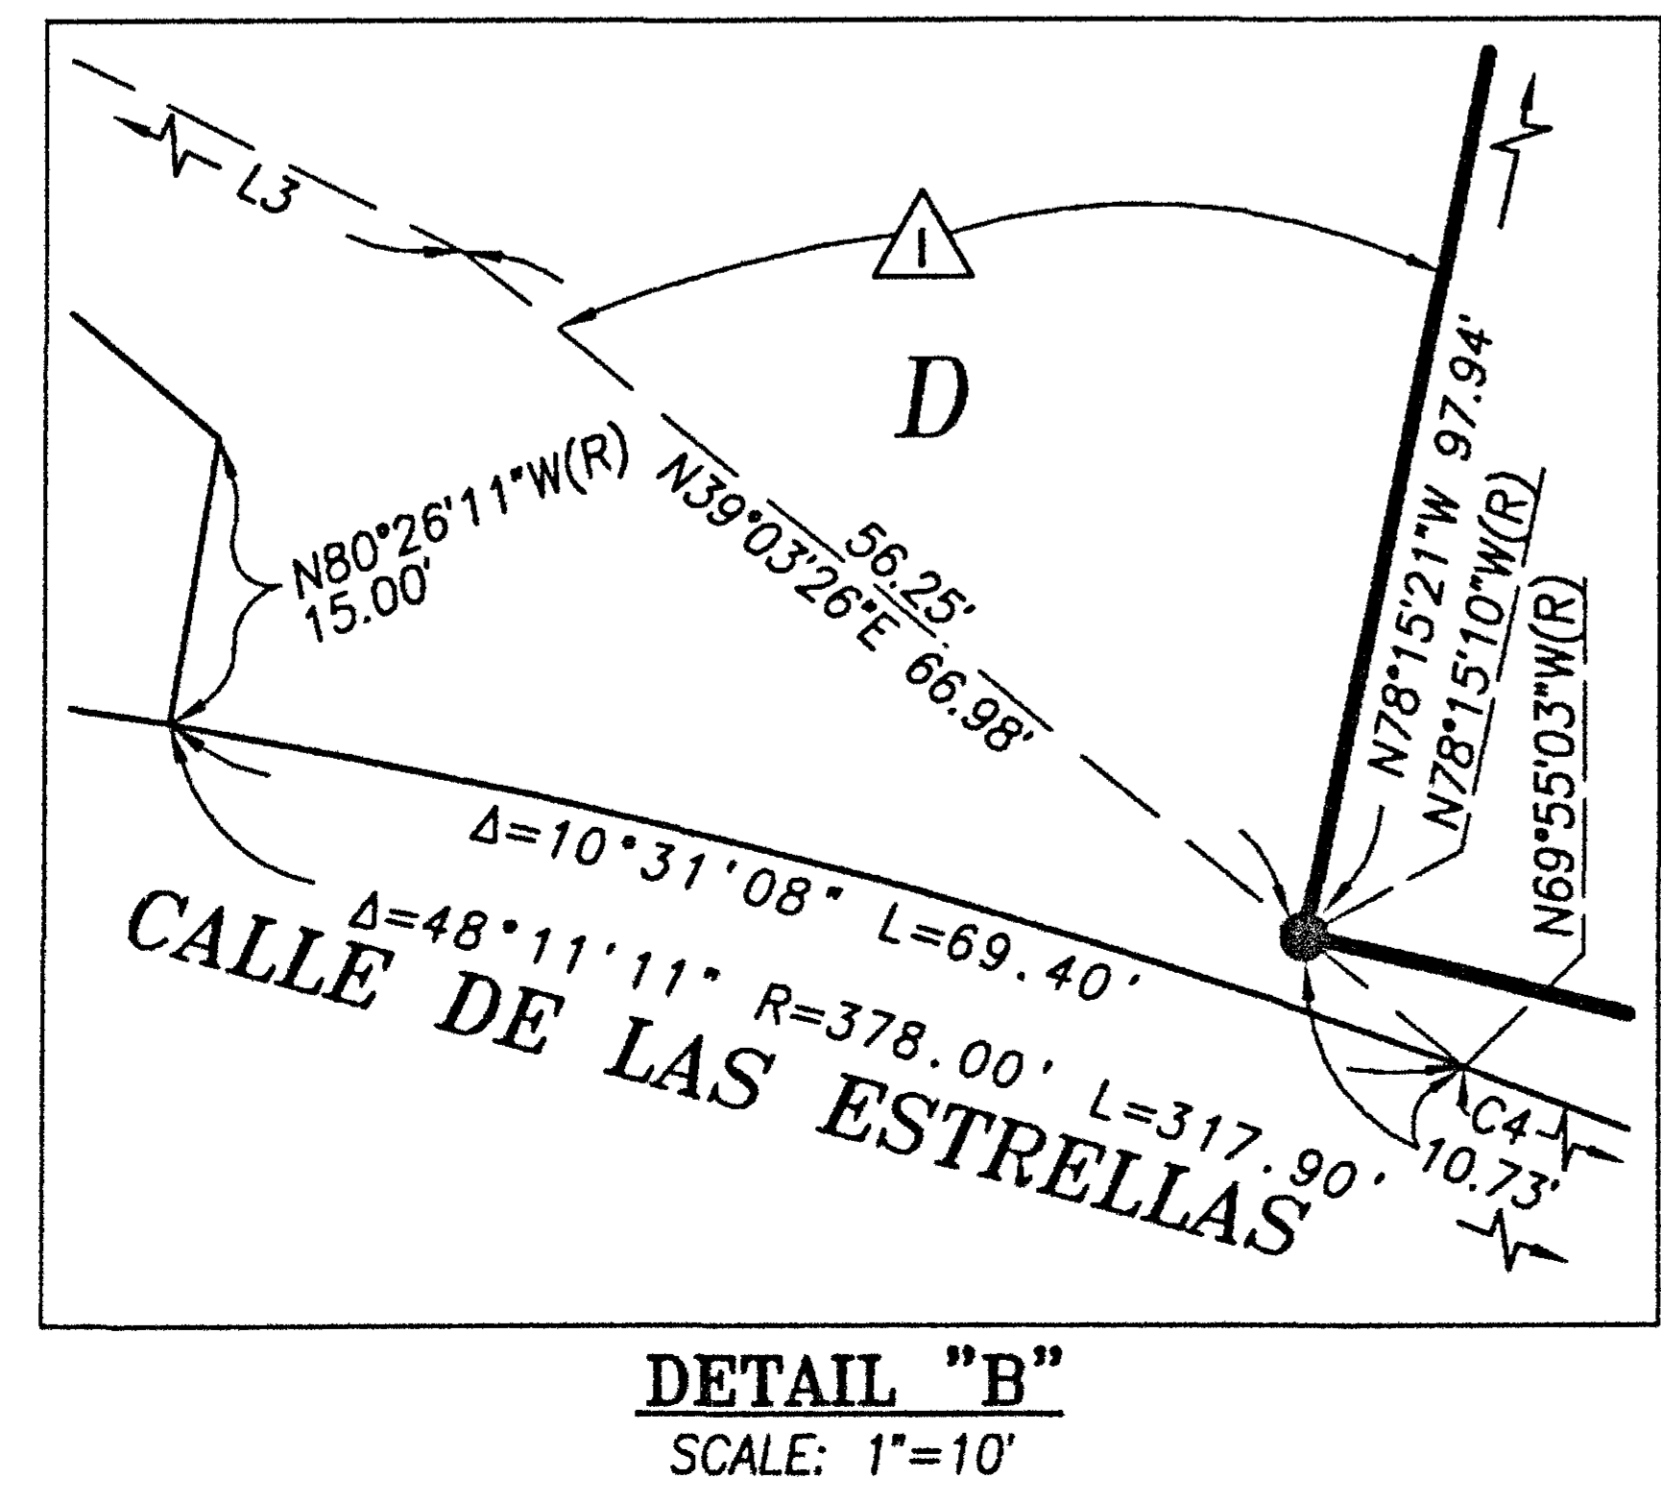 L3
1
D
N80°26'11"W(R)
15.00'
56.25'
N39°03'26"E 66.98'
N78°15'21"W 97.94'
N78°15'10"W(R)
N69°55'03"W(R)
Δ=10°31'08" L=69.40'
Δ=48°11'11" R=378.00' L=317.90'
CALLE DE LAS ESTRELLAS
C4
10.73'
DETAIL "B"
SCALE: 1"=10'